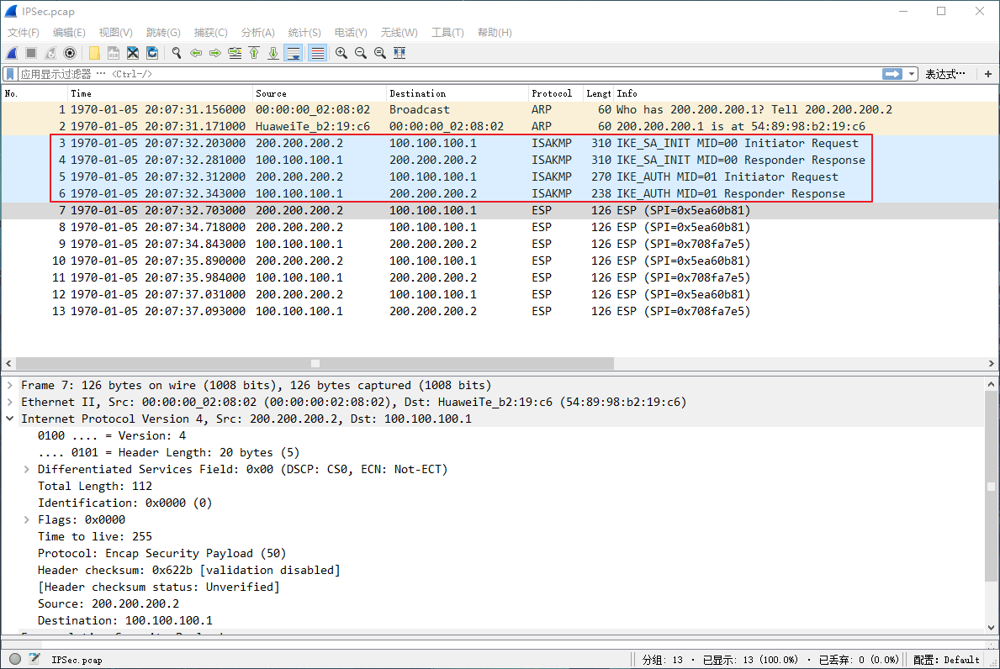 IPSec.pcap
文件(F) 编辑(E) 视图(V) 跳转(G) 捕获(C) 分析(A) 统计(S) 电话(Y) 无线(W) 工具(T) 帮助(H)
应用显示过滤器 … <Ctrl-/> 表达式… +
No. Time Source Destination Protocol Lengt Info
1 1970-01-05 20:07:31.156000 00:00:00_02:08:02 Broadcast ARP 60 Who has 200.200.200.1? Tell 200.200.200.2
2 1970-01-05 20:07:31.171000 HuaweiTe_b2:19:c6 00:00:00_02:08:02 ARP 60 200.200.200.1 is at 54:89:98:b2:19:c6
3 1970-01-05 20:07:32.203000 200.200.200.2 100.100.100.1 ISAKMP 310 IKE_SA_INIT MID=00 Initiator Request
4 1970-01-05 20:07:32.281000 100.100.100.1 200.200.200.2 ISAKMP 310 IKE_SA_INIT MID=00 Responder Response
5 1970-01-05 20:07:32.312000 200.200.200.2 100.100.100.1 ISAKMP 270 IKE_AUTH MID=01 Initiator Request
6 1970-01-05 20:07:32.343000 100.100.100.1 200.200.200.2 ISAKMP 238 IKE_AUTH MID=01 Responder Response
7 1970-01-05 20:07:32.703000 200.200.200.2 100.100.100.1 ESP 126 ESP (SPI=0x5ea60b81)
8 1970-01-05 20:07:34.718000 200.200.200.2 100.100.100.1 ESP 126 ESP (SPI=0x5ea60b81)
9 1970-01-05 20:07:34.843000 100.100.100.1 200.200.200.2 ESP 126 ESP (SPI=0x708fa7e5)
10 1970-01-05 20:07:35.890000 200.200.200.2 100.100.100.1 ESP 126 ESP (SPI=0x5ea60b81)
11 1970-01-05 20:07:35.984000 100.100.100.1 200.200.200.2 ESP 126 ESP (SPI=0x708fa7e5)
12 1970-01-05 20:07:37.031000 200.200.200.2 100.100.100.1 ESP 126 ESP (SPI=0x5ea60b81)
13 1970-01-05 20:07:37.093000 100.100.100.1 200.200.200.2 ESP 126 ESP (SPI=0x708fa7e5)
Frame 7: 126 bytes on wire (1008 bits), 126 bytes captured (1008 bits)
Ethernet II, Src: 00:00:00_02:08:02 (00:00:00:02:08:02), Dst: HuaweiTe_b2:19:c6 (54:89:98:b2:19:c6)
Internet Protocol Version 4, Src: 200.200.200.2, Dst: 100.100.100.1
0100 .... = Version: 4
.... 0101 = Header Length: 20 bytes (5)
Differentiated Services Field: 0x00 (DSCP: CS0, ECN: Not-ECT)
Total Length: 112
Identification: 0x0000 (0)
Flags: 0x0000
Time to live: 255
Protocol: Encap Security Payload (50)
Header checksum: 0x622b [validation disabled]
[Header checksum status: Unverified]
Source: 200.200.200.2
Destination: 100.100.100.1
IPSec.pcap 分组: 13 · 已显示: 13 (100.0%) · 已丢弃: 0 (0.0%) 配置: Default